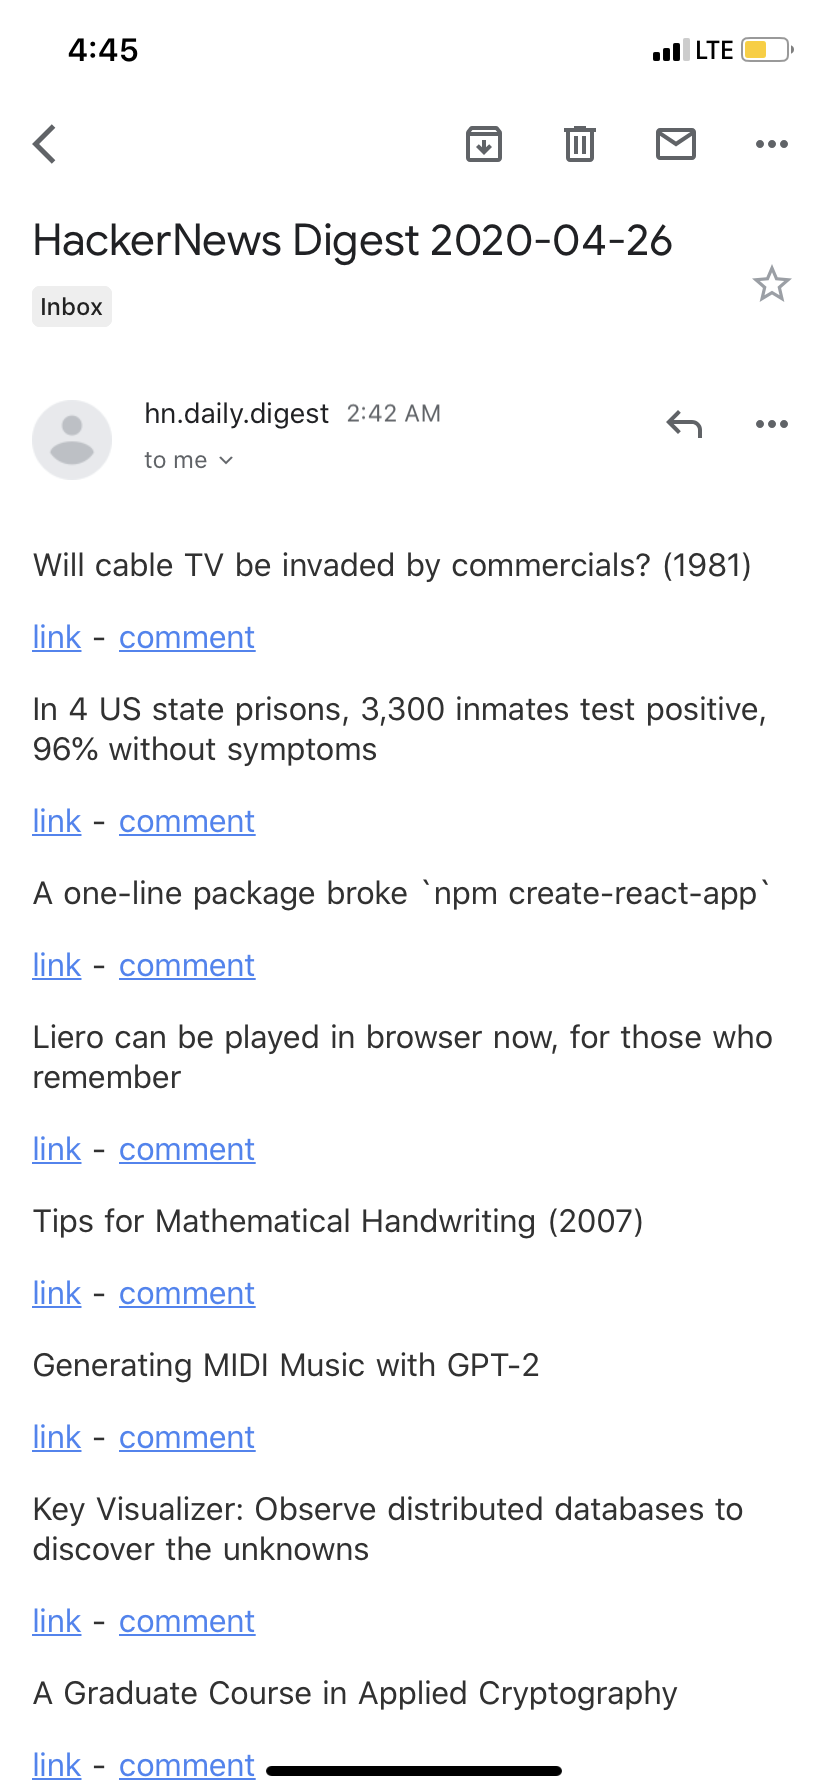 4:45
LTE
HackerNews Digest 2020-04-26
Inbox
hn.daily.digest 2:42 AM
to me
Will cable TV be invaded by commercials? (1981)
link - comment
In 4 US state prisons, 3,300 inmates test positive,
96% without symptoms
link - comment
A one-line package broke `npm create-react-app`
link - comment
Liero can be played in browser now, for those who
remember
link - comment
Tips for Mathematical Handwriting (2007)
link - comment
Generating MIDI Music with GPT-2
link - comment
Key Visualizer: Observe distributed databases to
discover the unknowns
link - comment
A Graduate Course in Applied Cryptography
link - comment